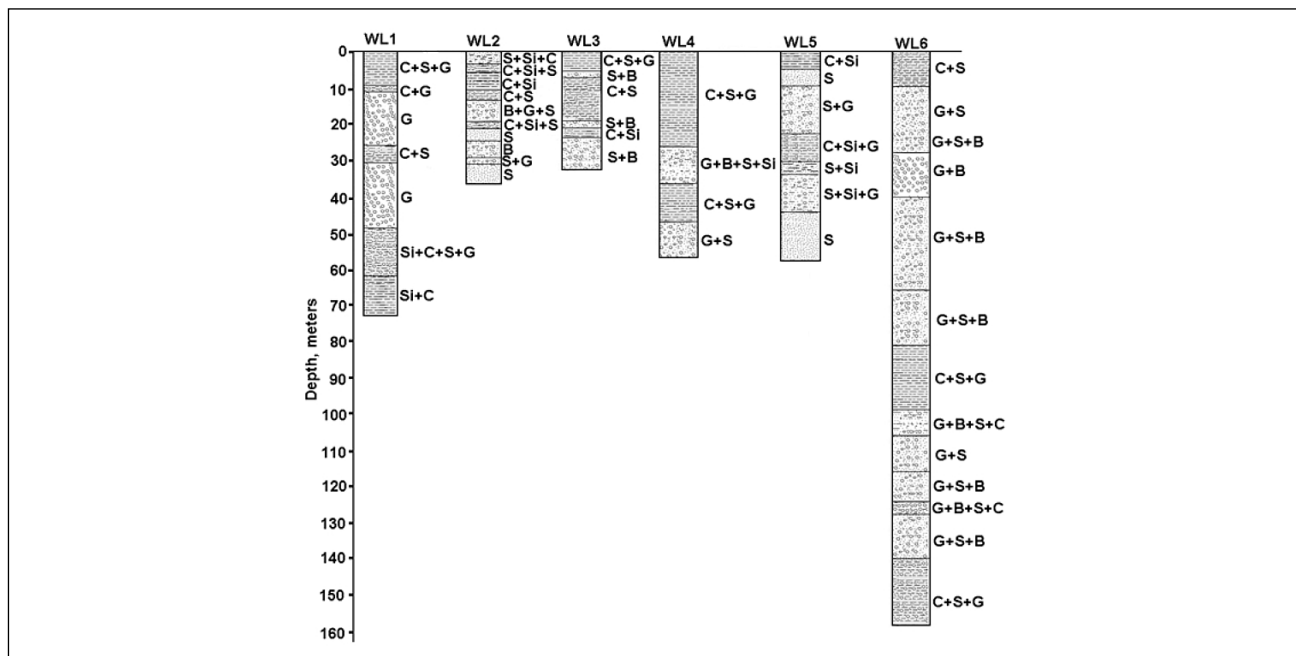 WL1
WL2
WL3
WL4
WL5
WL6
Depth, meters
0
10
20
30
40
50
60
70
80
90
100
110
120
130
140
150
160
C+S+G
C+G
G
C+S
G
Si+C+S+G
Si+C
S+Si+C
C+Si+S
C+Si
C+S
B+G+S
C+Si+S
S
B
S+G
S
C+S+G
S+B
C+S
S+B
C+Si
S+B
C+S+G
G+B+S+Si
C+S+G
G+S
C+Si
S
S+G
C+Si+G
S+Si
S+Si+G
S
C+S
G+S
G+S+B
G+B
G+S+B
G+S+B
C+S+G
G+B+S+C
G+S
G+S+B
G+B+S+C
G+S+B
C+S+G